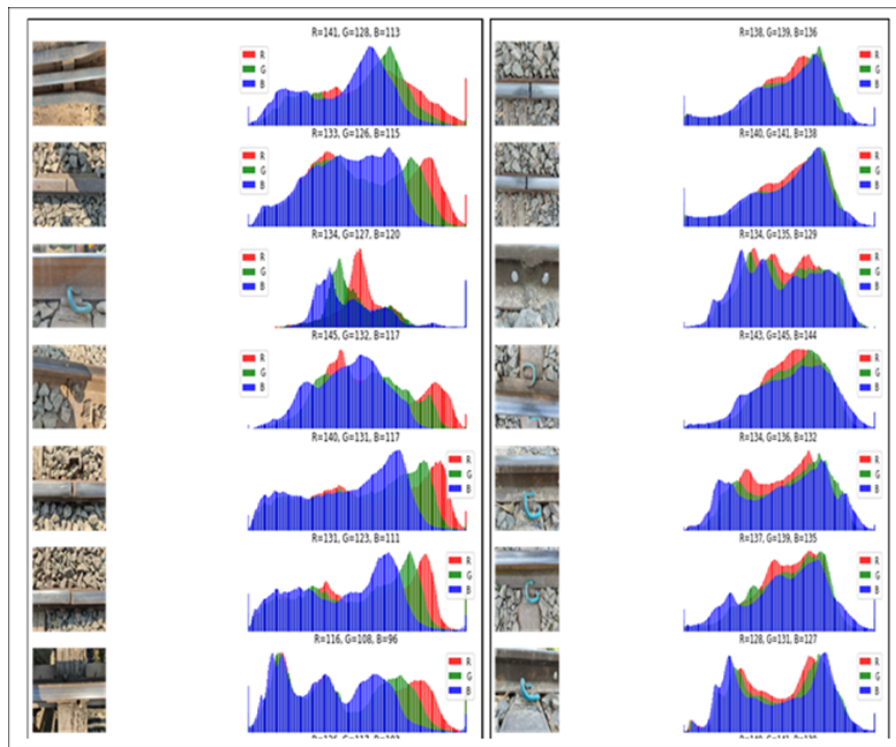 R=141, G=128, B=113
R
G
B
R=133, G=126, B=115
R
G
B
R=134, G=127, B=120
R
G
B
R=145, G=132, B=117
R
G
B
R=140, G=131, B=117
R
G
B
R=131, G=123, B=111
R
G
B
R=116, G=108, B=96
R
G
B
R=138, G=139, B=136
R
G
B
R=140, G=141, B=138
R
G
B
R=134, G=135, B=129
R
G
B
R=143, G=145, B=144
R
G
B
R=134, G=136, B=132
R
G
B
R=137, G=139, B=135
R
G
B
R=128, G=131, B=127
R
G
B